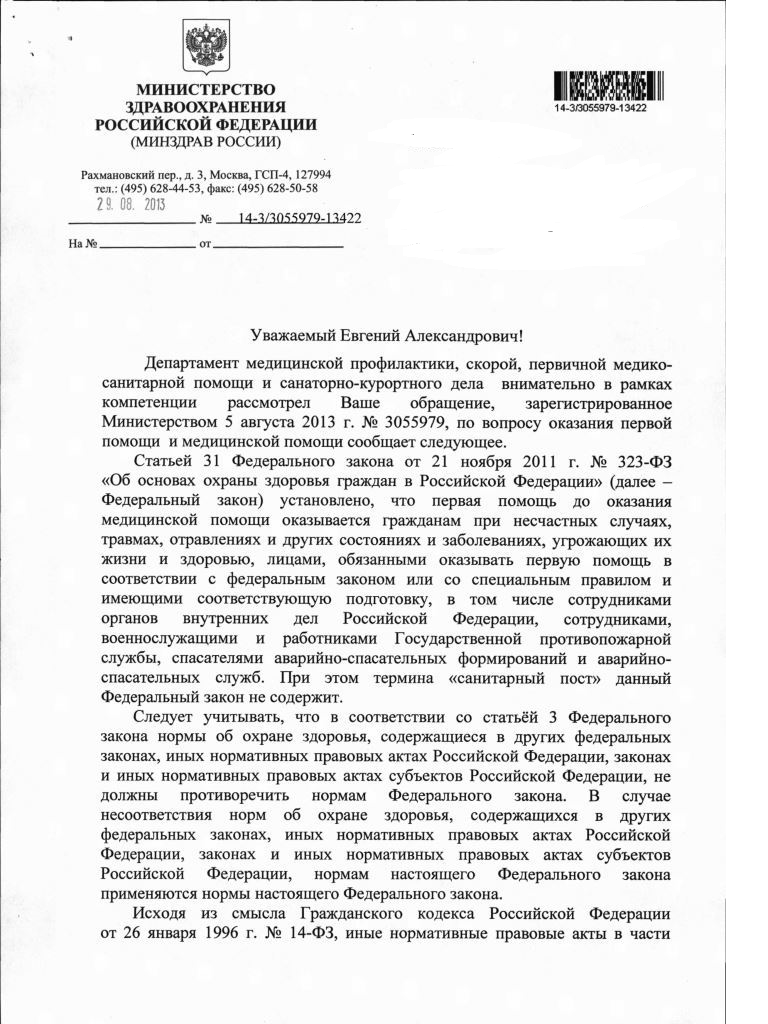 МИНИСТЕРСТВО
ЗДРАВООХРАНЕНИЯ
РОССИЙСКОЙ ФЕДЕРАЦИИ
(МИНЗДРАВ РОССИИ)
Рахмановский пер., д. 3, Москва, ГСП-4, 127994
тел.: (495) 628-44-53, факс: (495) 628-50-58
29. 08. 2013
№ 14-3/3055979-13422
На № от
14-3/3055979-13422
Уважаемый Евгений Александрович!
Департамент медицинской профилактики, скорой, первичной медико-
санитарной помощи и санаторно-курортного дела внимательно в рамках
компетенции рассмотрел Ваше обращение, зарегистрированное
Министерством 5 августа 2013 г. № 3055979, по вопросу оказания первой
помощи и медицинской помощи сообщает следующее.
Статьей 31 Федерального закона от 21 ноября 2011 г. № 323-ФЗ
«Об основах охраны здоровья граждан в Российской Федерации» (далее –
Федеральный закон) установлено, что первая помощь до оказания
медицинской помощи оказывается гражданам при несчастных случаях,
травмах, отравлениях и других состояниях и заболеваниях, угрожающих их
жизни и здоровью, лицами, обязанными оказывать первую помощь в
соответствии с федеральным законом или со специальным правилом и
имеющими соответствующую подготовку, в том числе сотрудниками
органов внутренних дел Российской Федерации, сотрудниками,
военнослужащими и работниками Государственной противопожарной
службы, спасателями аварийно-спасательных формирований и аварийно-
спасательных служб. При этом термина «санитарный пост» данный
Федеральный закон не содержит.
Следует учитывать, что в соответствии со статьёй 3 Федерального
закона нормы об охране здоровья, содержащиеся в других федеральных
законах, иных нормативных правовых актах Российской Федерации, законах
и иных нормативных правовых актах субъектов Российской Федерации, не
должны противоречить нормам Федерального закона. В случае
несоответствия норм об охране здоровья, содержащихся в других
федеральных законах, иных нормативных правовых актах Российской
Федерации, законах и иных нормативных правовых актах субъектов
Российской Федерации, нормам настоящего Федерального закона
применяются нормы настоящего Федерального закона.
Исходя из смысла Гражданского кодекса Российской Федерации
от 26 января 1996 г. № 14-ФЗ, иные нормативные правовые акты в части